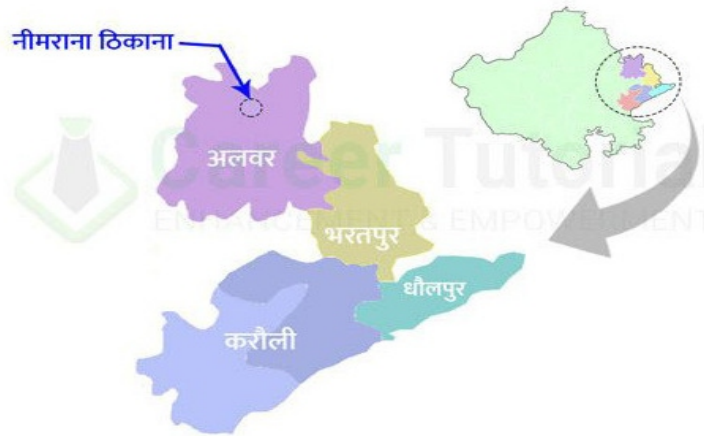 नीमराना ठिकाना
अलवर
Career Tutorial
ENHANCEMENT & EMPOWERMENT
भरतपुर
धौलपुर
करौली